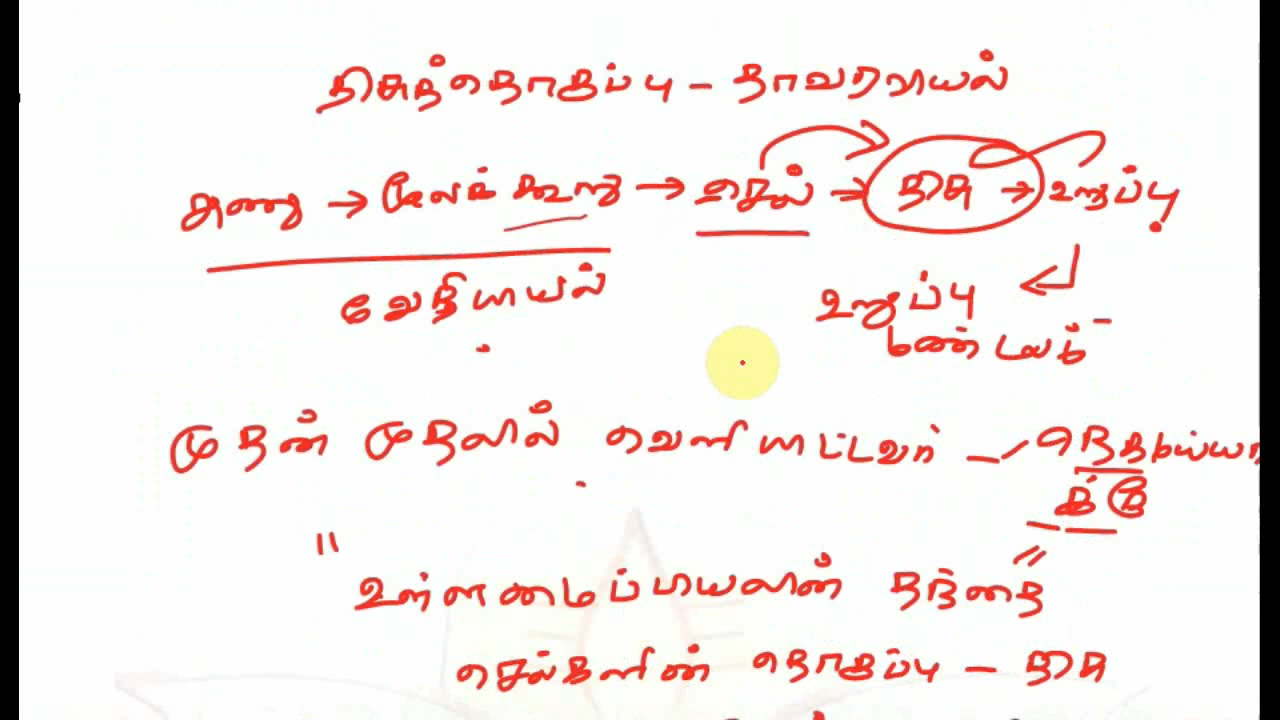 திசுத்தொகுப்பு - தாவரவியல்
அணு → மூலக்கூறு → செல் → திசு → உறுப்பு
வேதியியல்
உறுப்பு
மண்டலம்
முதன் முதலில் வெளியிட்டவர் -
"உள்ளமைப்பியலின் தந்தை"
செல்களின் தொகுப்பு - திசு